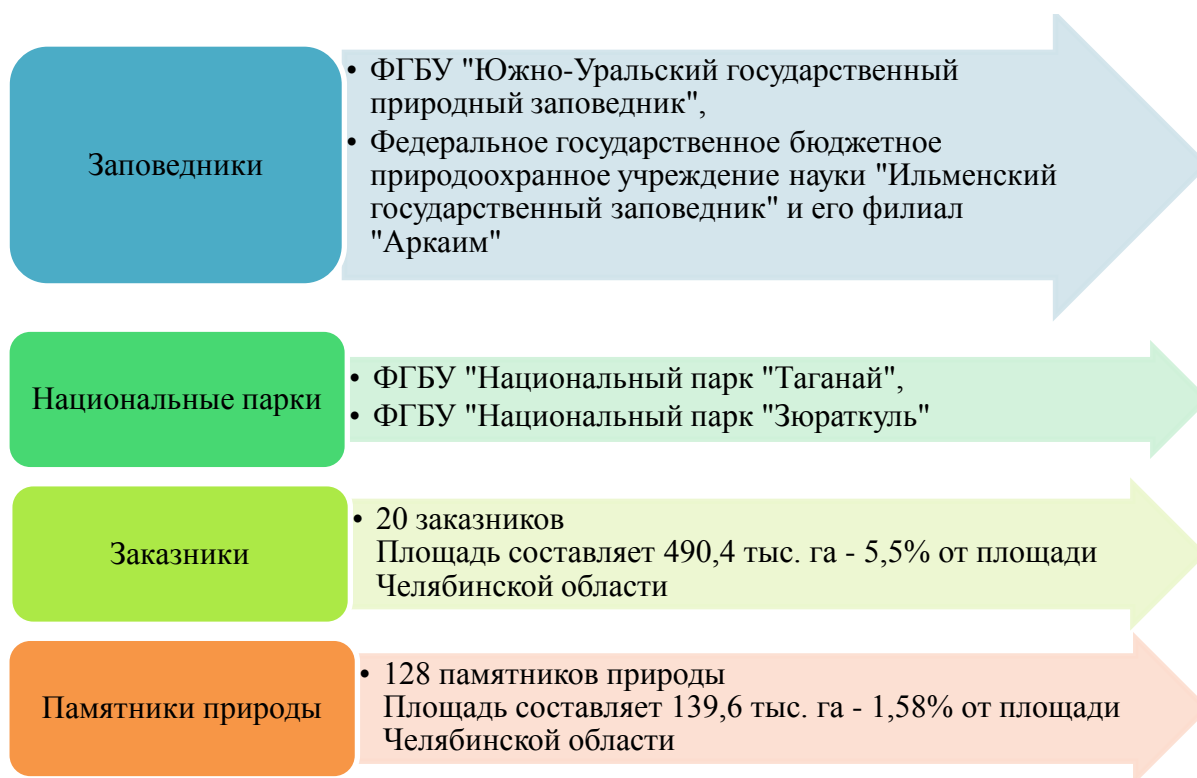 Заповедники
• ФГБУ "Южно-Уральский государственный
природный заповедник",
• Федеральное государственное бюджетное
природоохранное учреждение науки "Ильменский
государственный заповедник" и его филиал
"Аркаим"
Национальные парки
• ФГБУ "Национальный парк "Таганай",
• ФГБУ "Национальный парк "Зюраткуль"
Заказники
• 20 заказников
Площадь составляет 490,4 тыс. га - 5,5% от площади
Челябинской области
Памятники природы
• 128 памятников природы
Площадь составляет 139,6 тыс. га - 1,58% от площади
Челябинской области